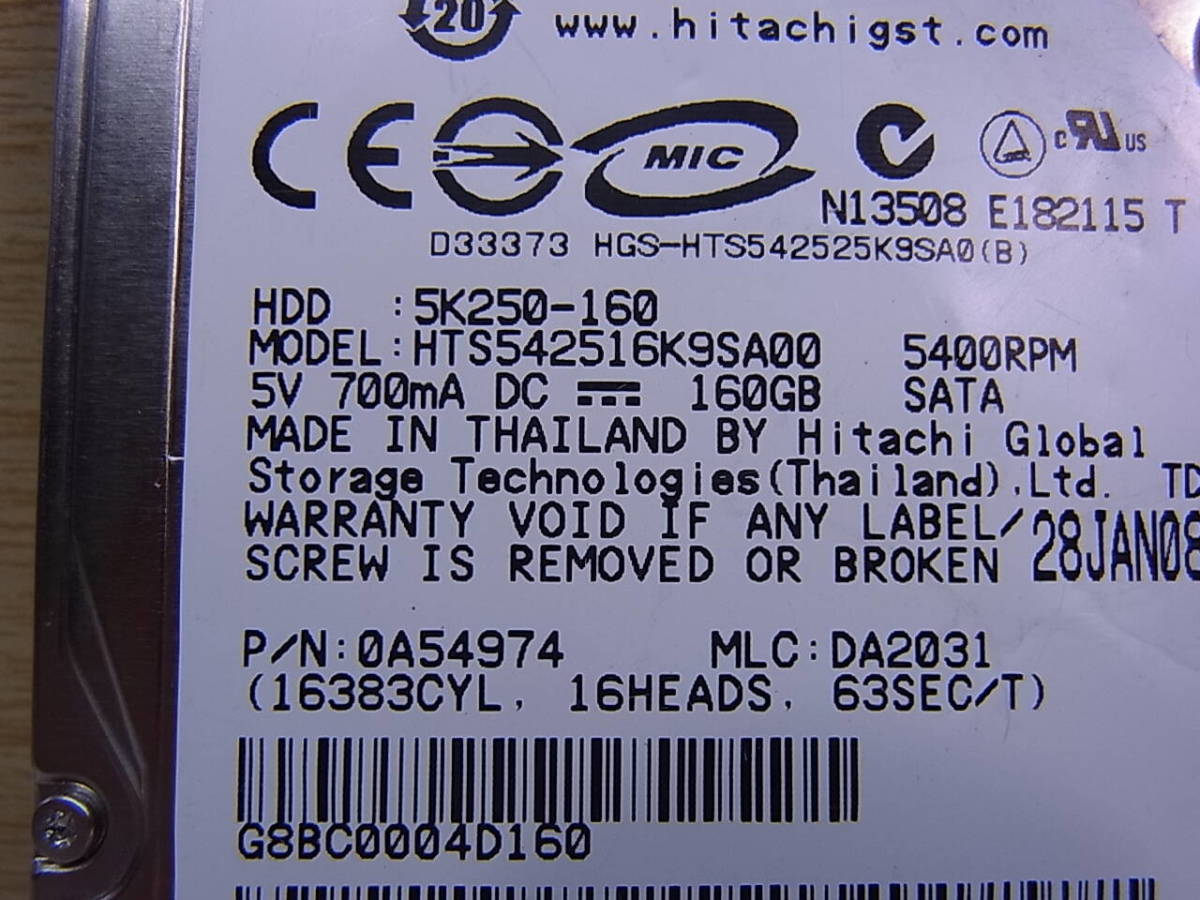 20 www.hitachigst.com
CE MIC c RU US
N13508 E182115 T
D33373 HGS-HTS542525K9SA0(B)
HDD :5K250-160
MODEL:HTS542516K9SA00 5400RPM
5V 700mA DC 160GB SATA
MADE IN THAILAND BY Hitachi Global
Storage Technologies(Thailand),Ltd. TD
WARRANTY VOID IF ANY LABEL/
SCREW IS REMOVED OR BROKEN 28JAN08
P/N:0A54974 MLC:DA2031
(16383CYL, 16HEADS, 63SEC/T)
G8BC0004D160